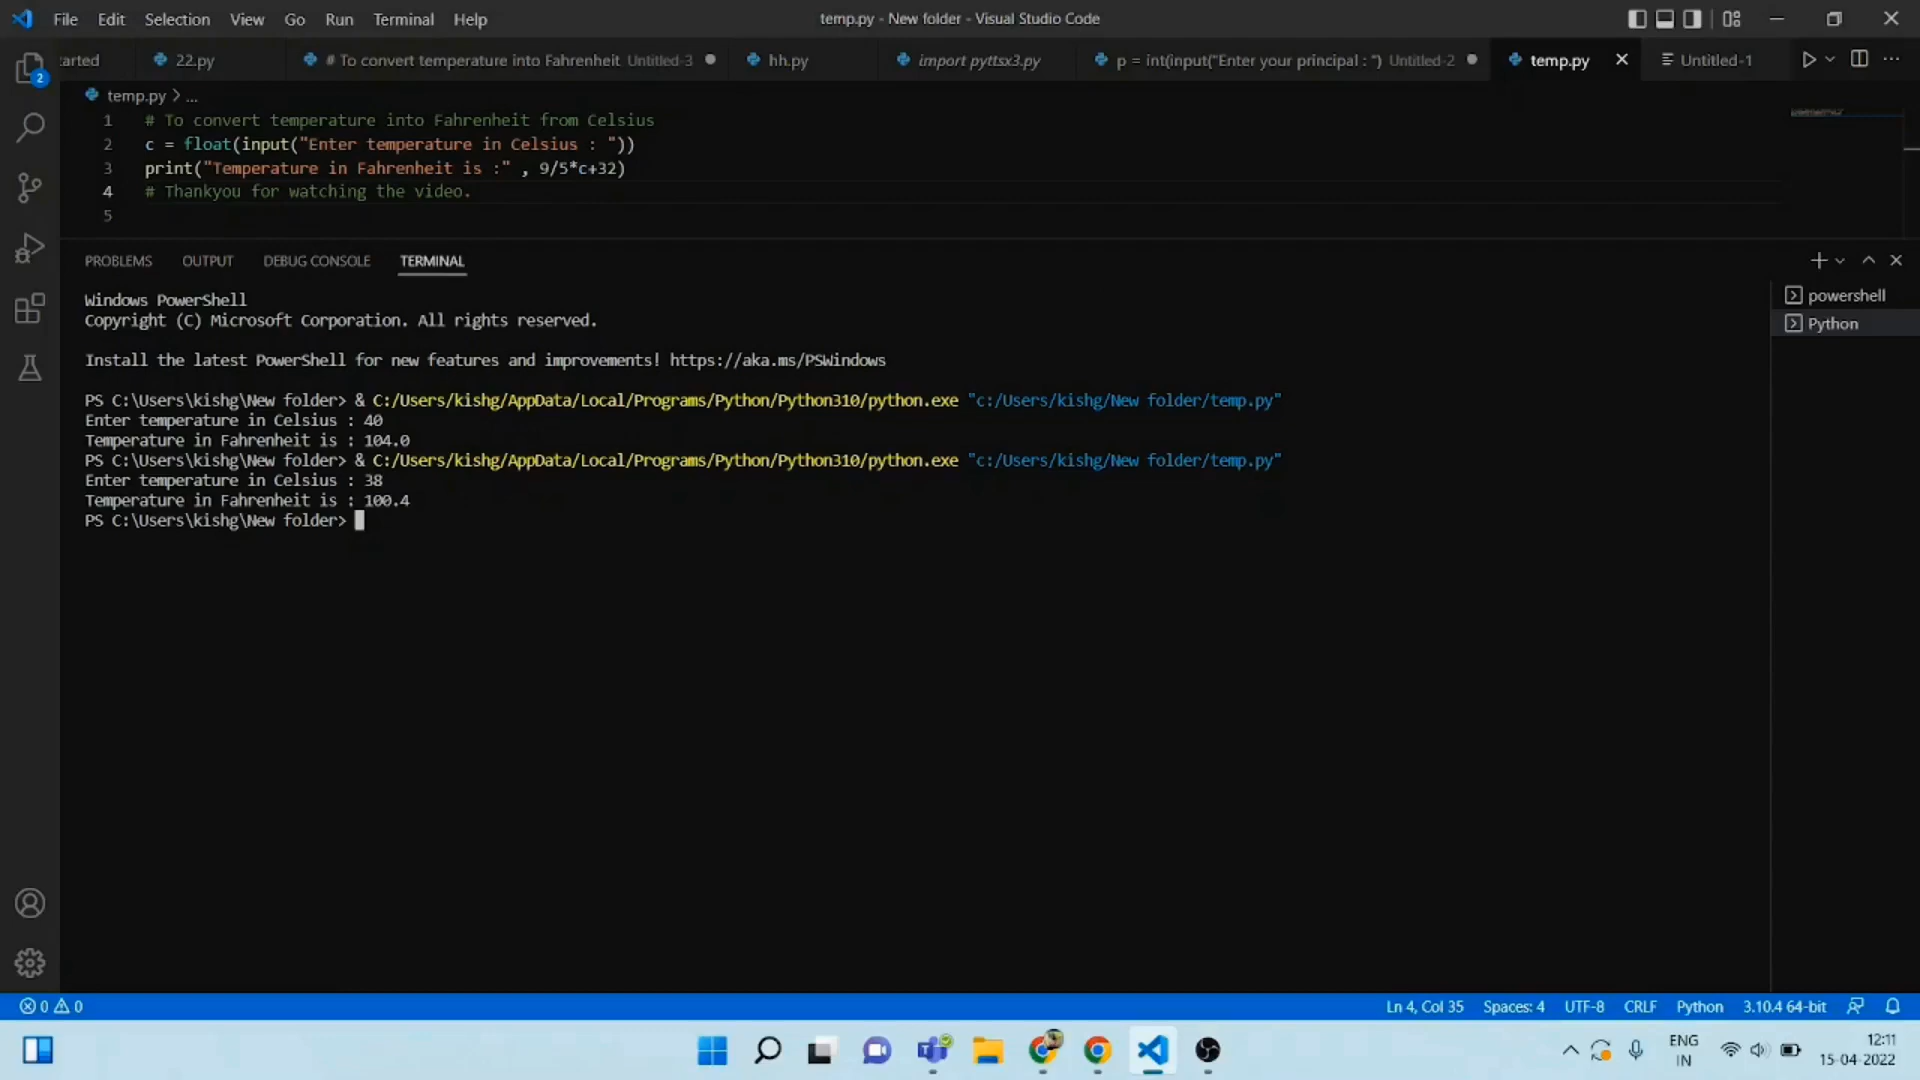 File Edit Selection View Go Run Terminal Help
temp.py - New folder - Visual Studio Code
tarted
22.py
# To convert temperature into Fahrenheit Untitled-3
hh.py
import pyttsx3.py
p = int(input("Enter your principal : ") Untitled-2
temp.py
Untitled-1
2
temp.py > ...
1 # To convert temperature into Fahrenheit from Celsius
2 c = float(input("Enter temperature in Celsius : "))
3 print("Temperature in Fahrenheit is :" , 9/5*c+32)
4 # Thankyou for watching the video.
5
PROBLEMS OUTPUT DEBUG CONSOLE TERMINAL
powershell
Python
Windows PowerShell
Copyright (C) Microsoft Corporation. All rights reserved.
Install the latest PowerShell for new features and improvements! https://aka.ms/PSWindows
PS C:\Users\kishg\New folder> & C:/Users/kishg/AppData/Local/Programs/Python/Python310/python.exe "c:/Users/kishg/New folder/temp.py"
Enter temperature in Celsius : 40
Temperature in Fahrenheit is : 104.0
PS C:\Users\kishg\New folder> & C:/Users/kishg/AppData/Local/Programs/Python/Python310/python.exe "c:/Users/kishg/New folder/temp.py"
Enter temperature in Celsius : 38
Temperature in Fahrenheit is : 100.4
PS C:\Users\kishg\New folder>
0 0
Ln 4, Col 35 Spaces: 4 UTF-8 CRLF Python 3.10.4 64-bit
ENG
IN
12:11
15-04-2022